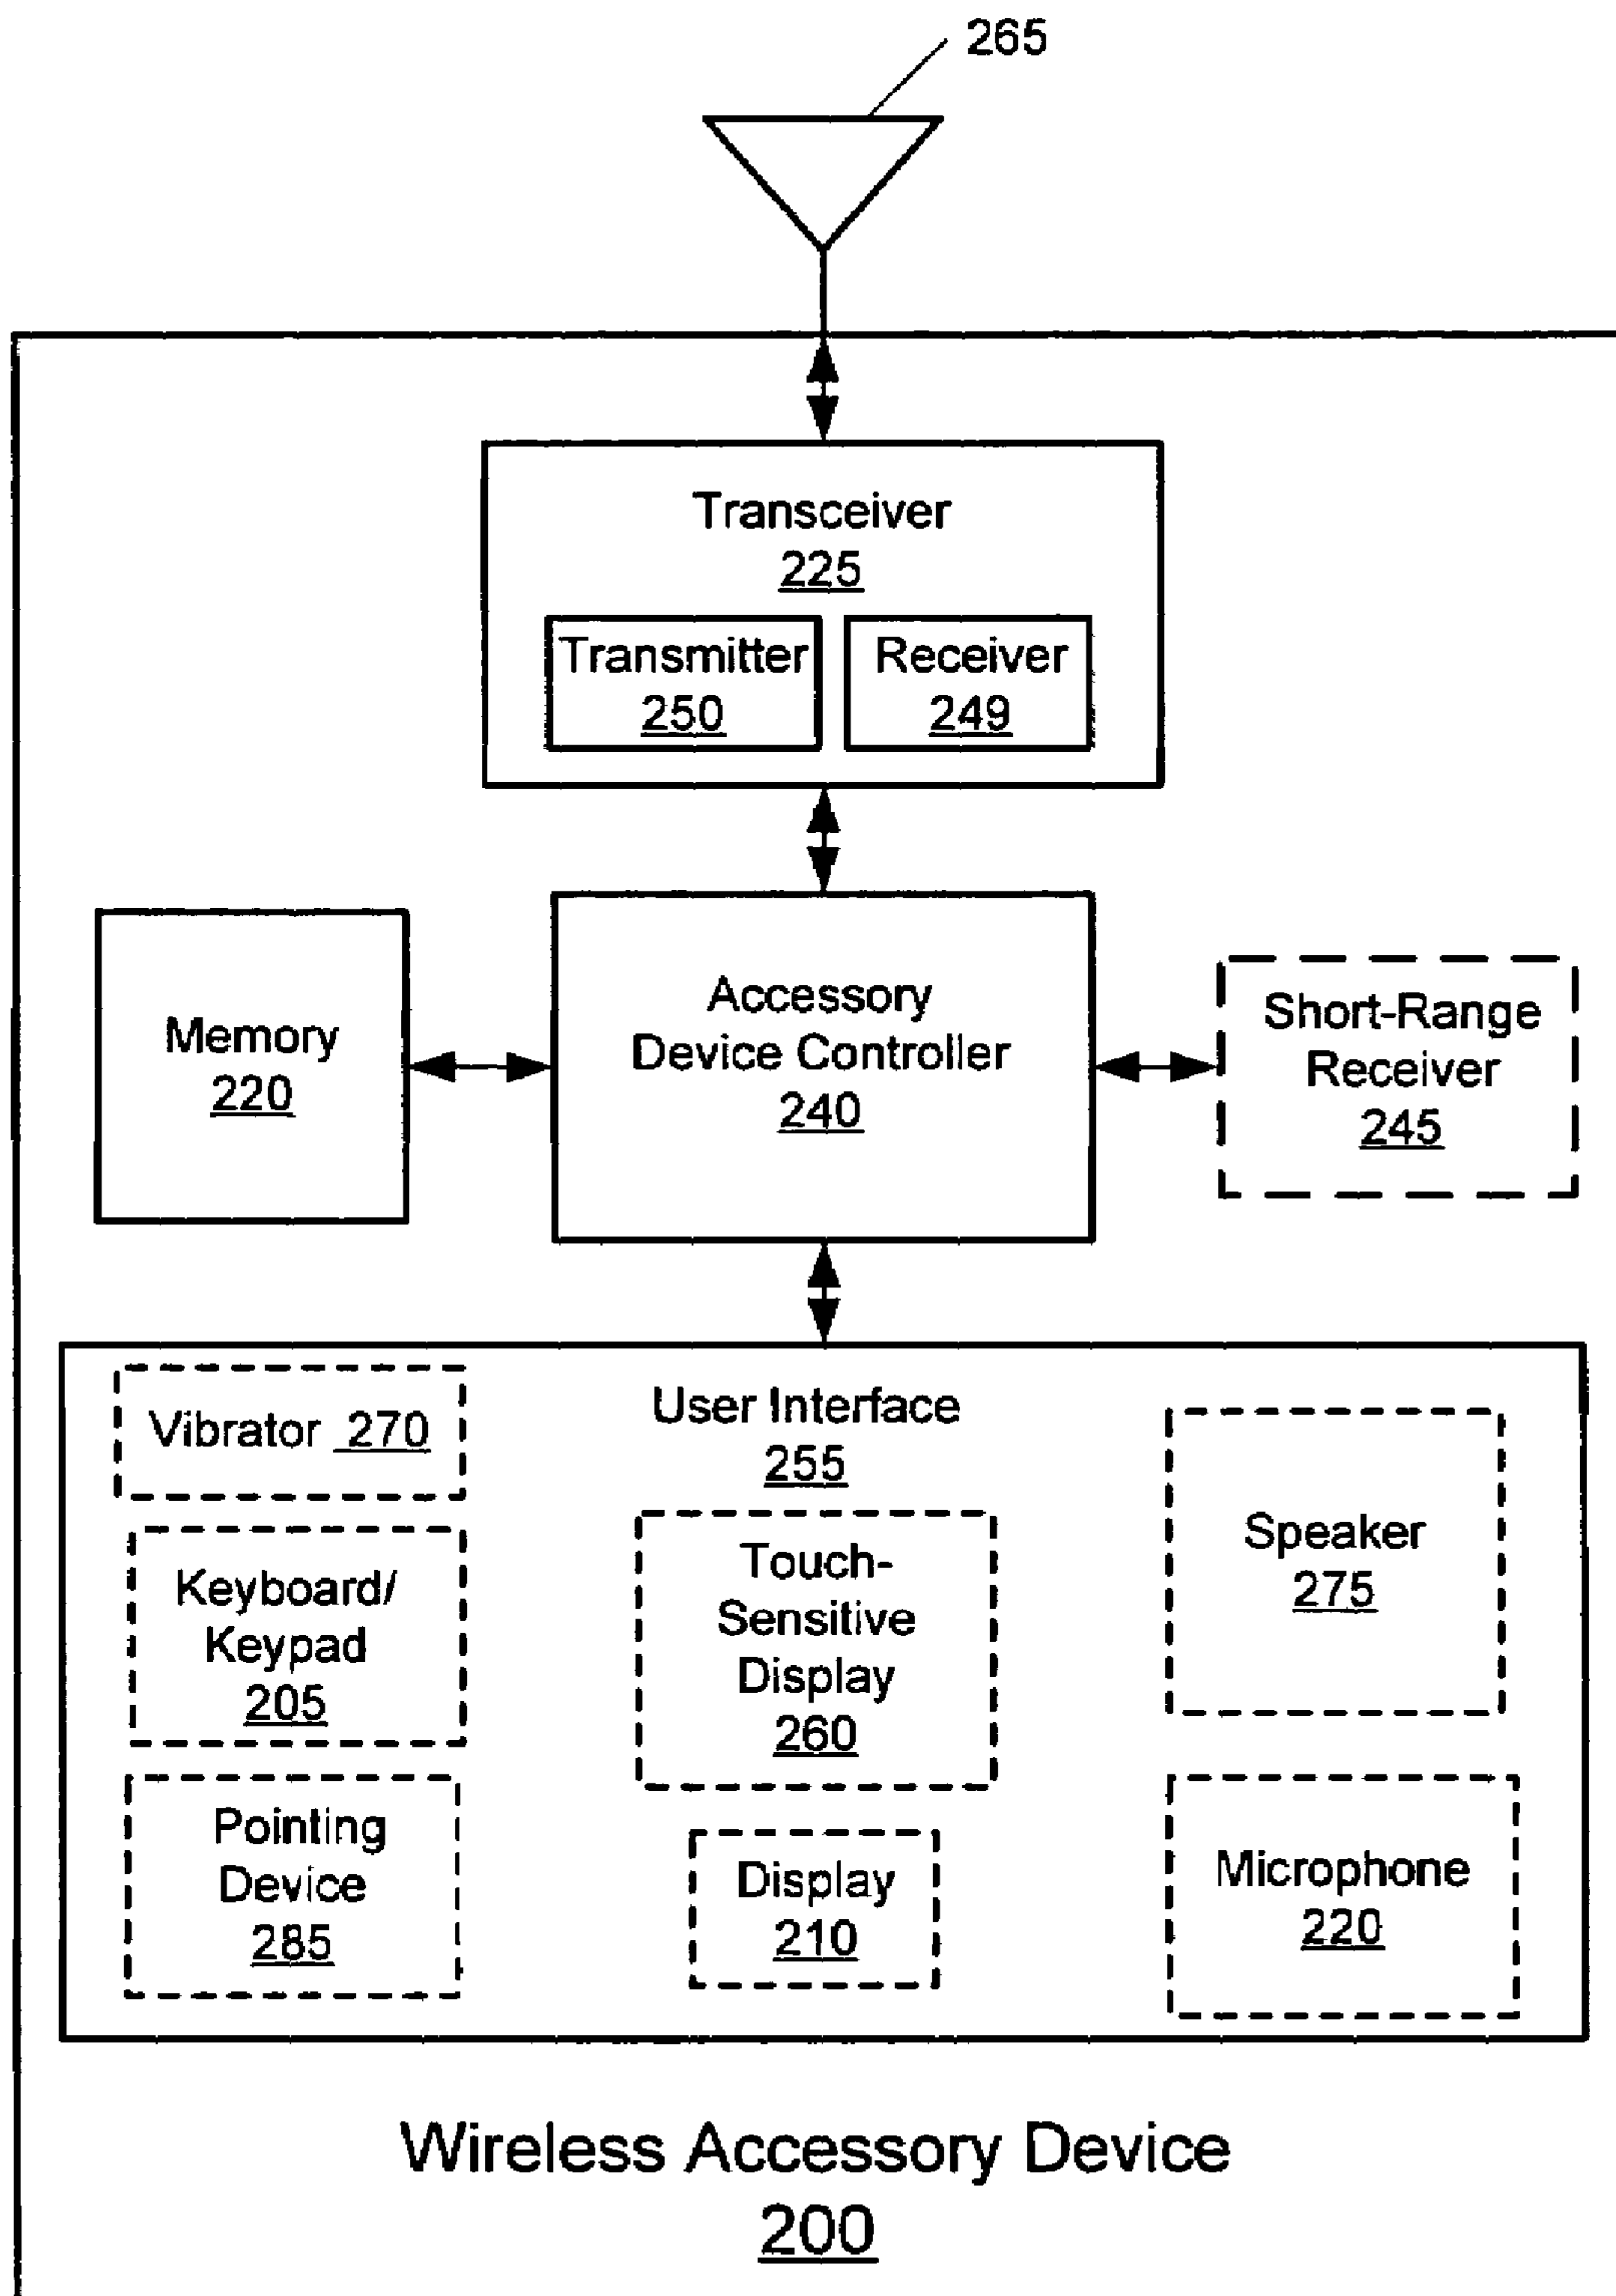 265
Transceiver
225
Transmitter
250
Receiver
249
Memory
220
Accessory
Device Controller
240
Short-Range
Receiver
245
User Interface
255
Vibrator 270
Keyboard/
Keypad
205
Pointing
Device
285
Touch-
Sensitive
Display
260
Display
210
Speaker
275
Microphone
220
Wireless Accessory Device
200